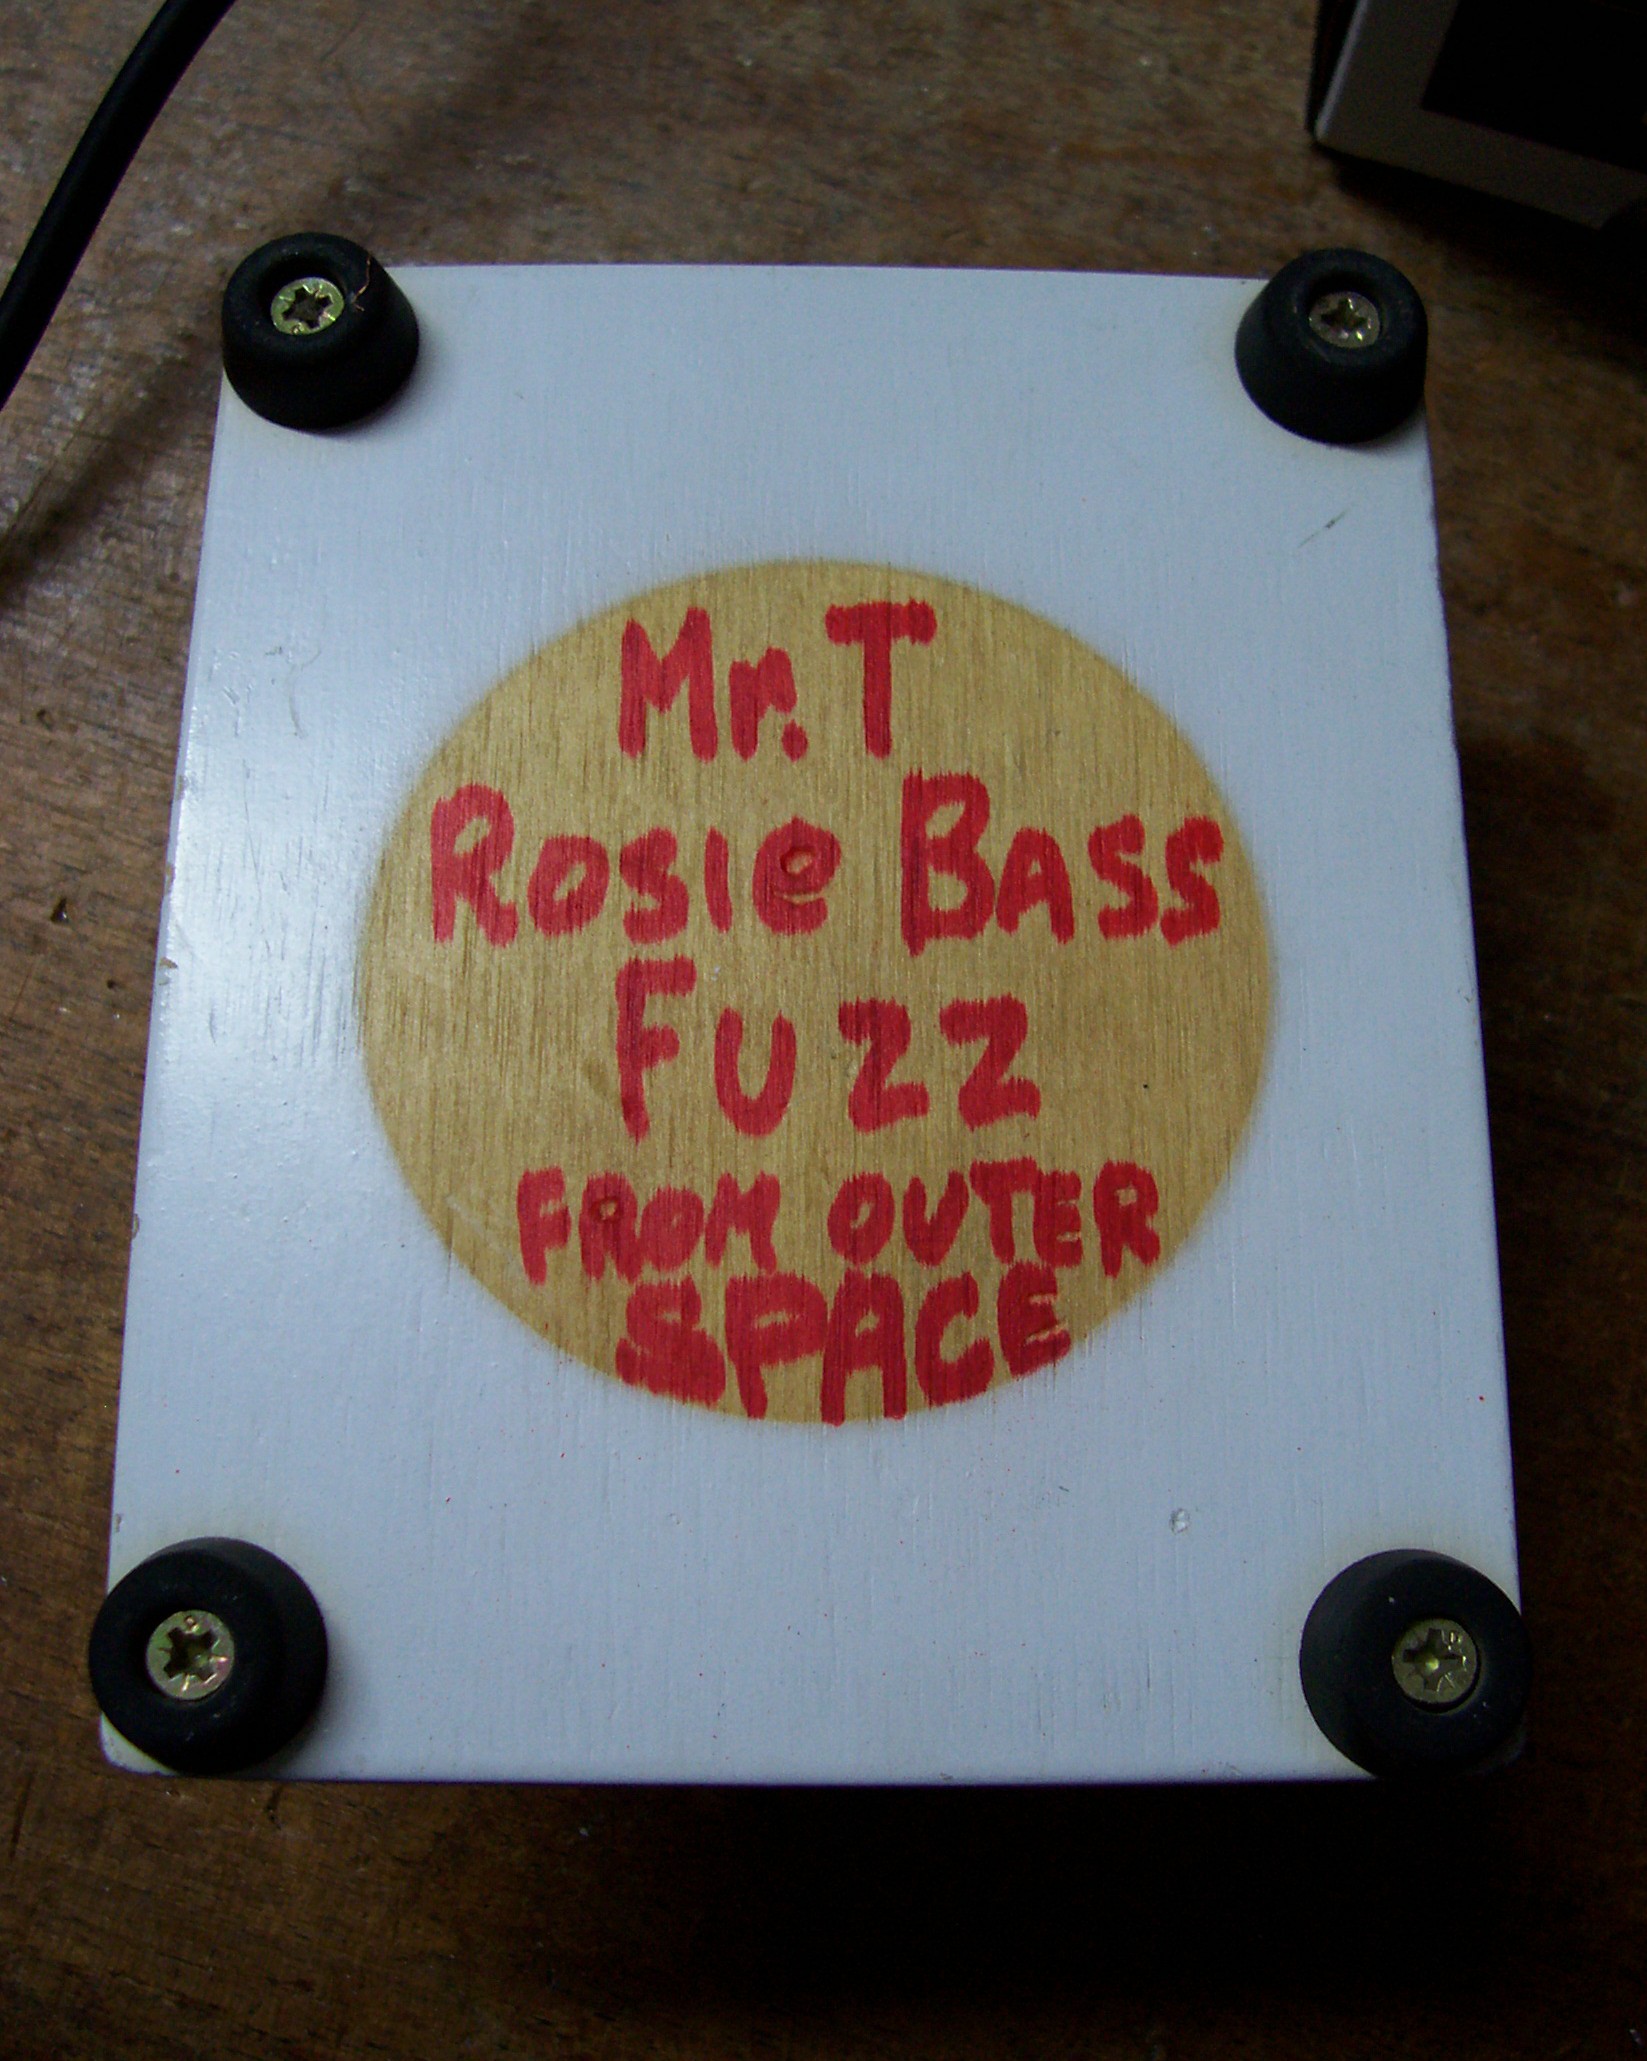 Mr. T
Rosie Bass
Fuzz
FROM OUTER
SPACE